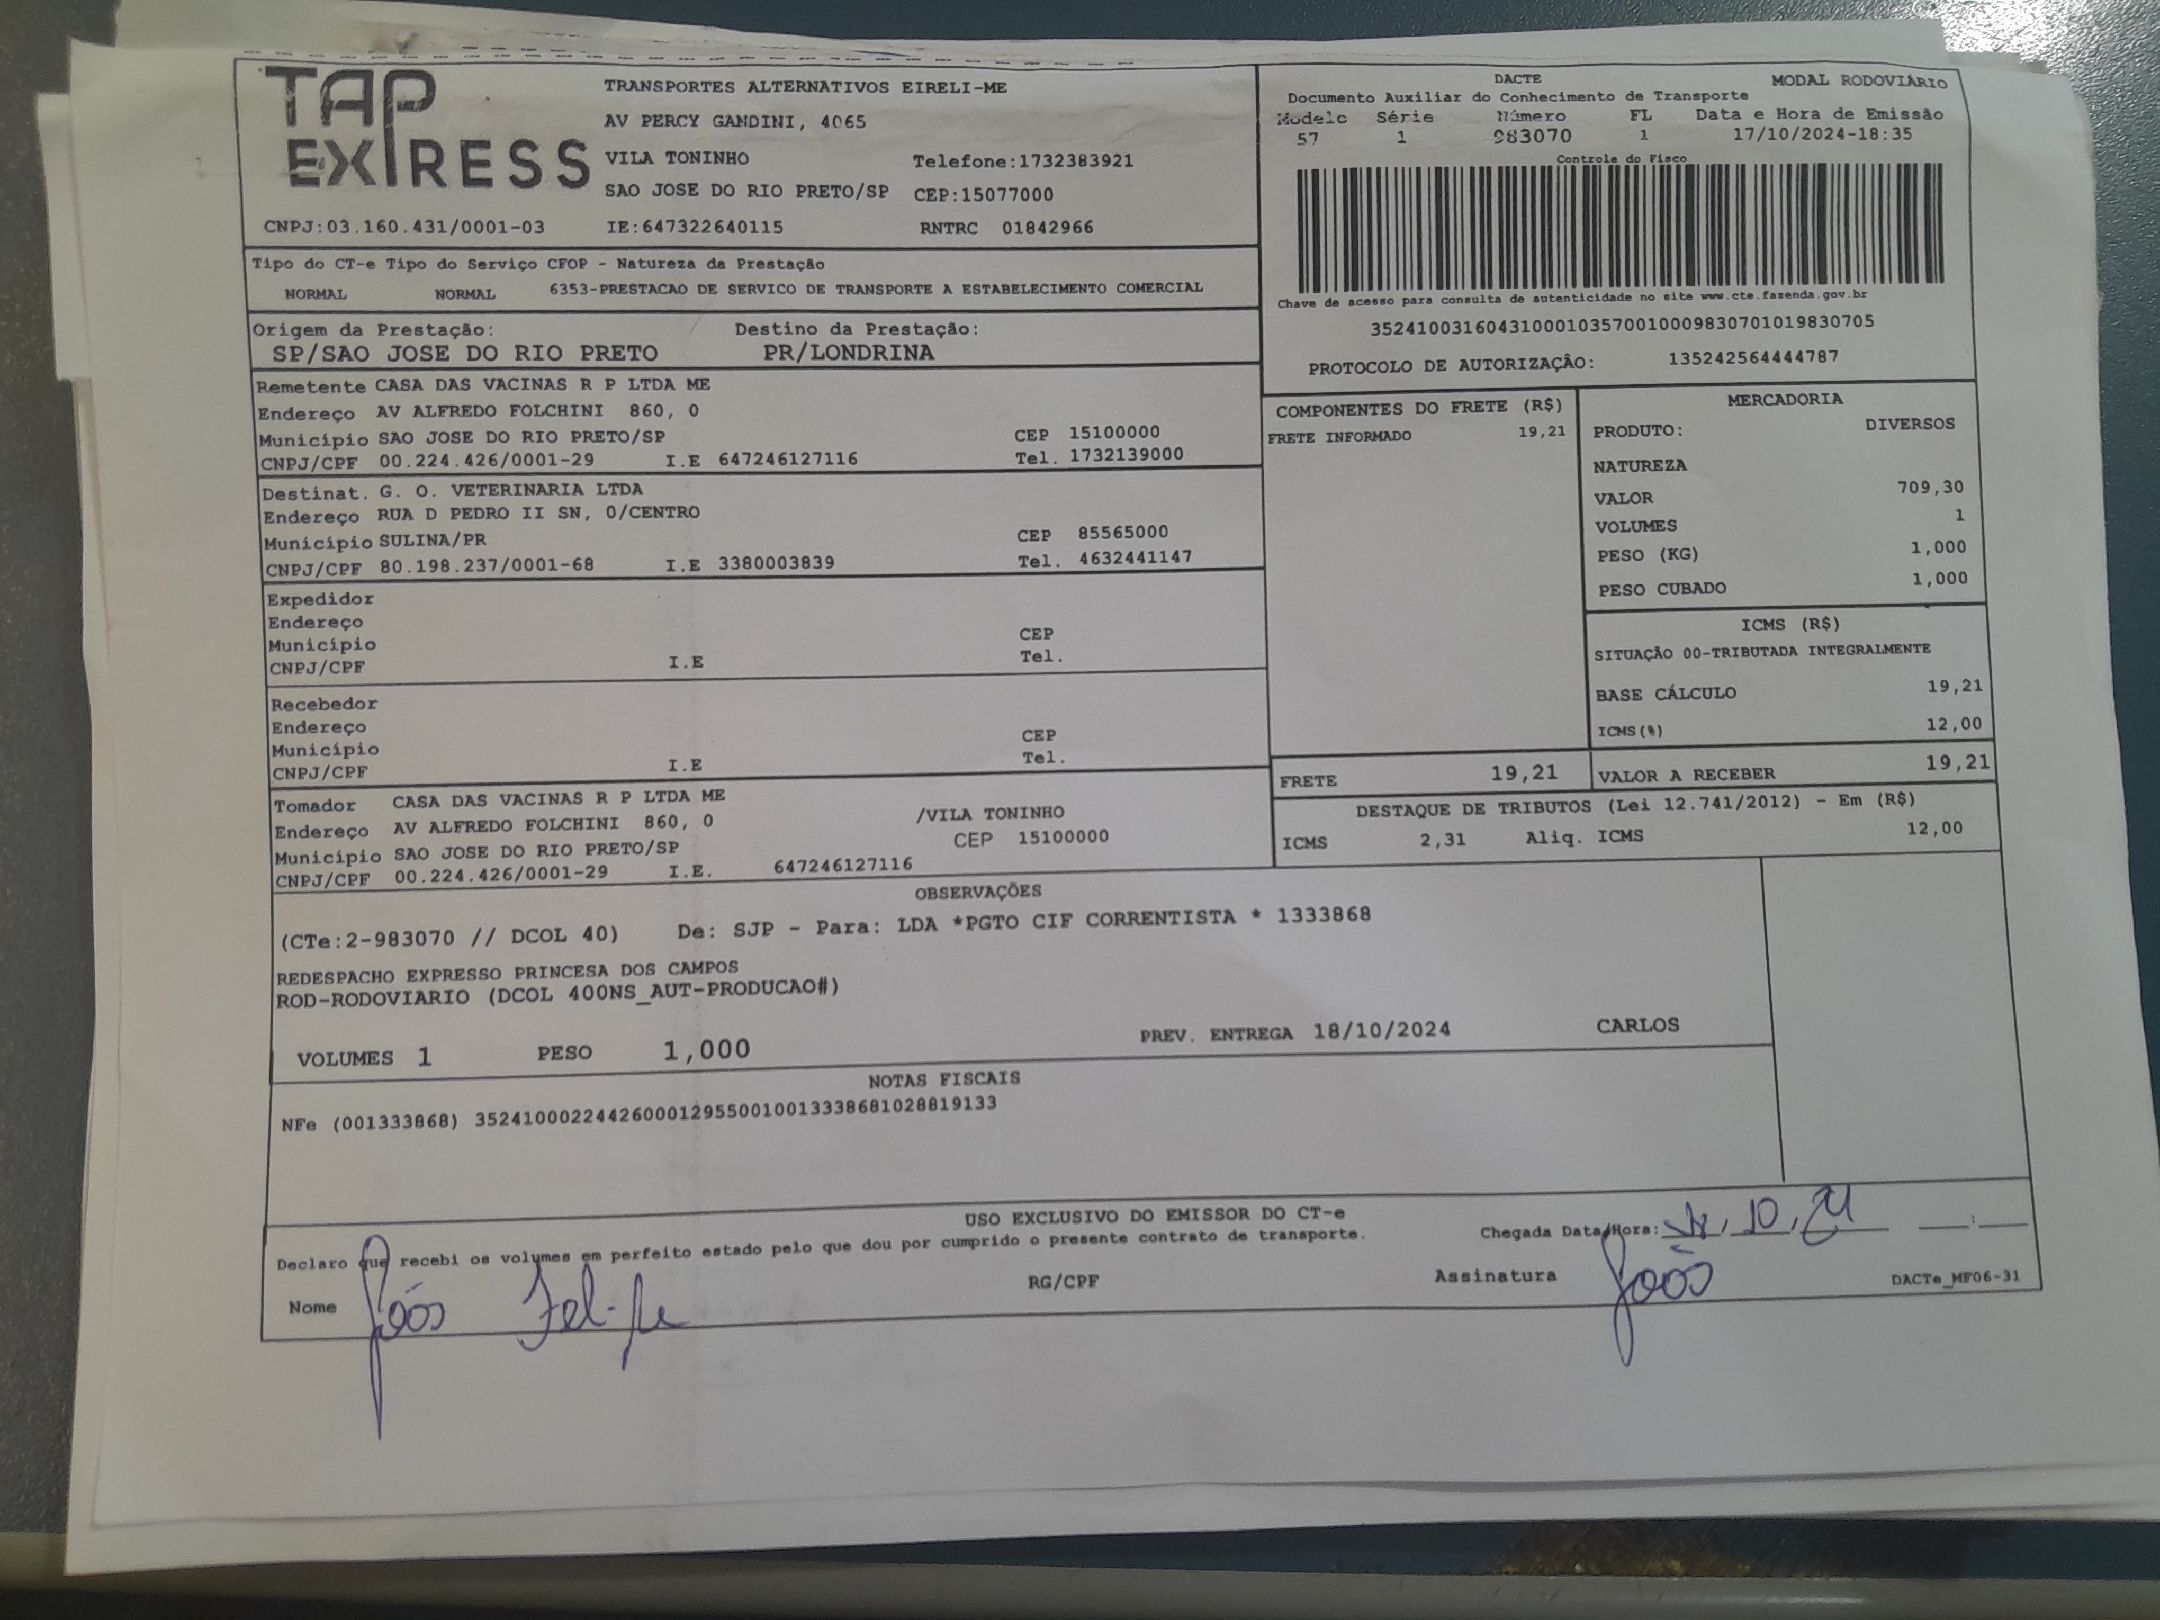 TAP EXPRESS
TRANSPORTES ALTERNATIVOS EIRELI-ME
AV PERCY GANDINI, 4065
VILA TONINHO Telefone:1732383921
SAO JOSE DO RIO PRETO/SP CEP:15077000
CNPJ:03.160.431/0001-03 IE:647322640115 RNTRC 01842966
DACTE MODAL RODOVIÁRIO
Documento Auxiliar do Conhecimento de Transporte
Modelo Série Número FL Data e Hora de Emissão
57 1 983070 1 17/10/2024-18:35
Controle do Fisco
Chave de acesso para consulta de autenticidade no site www.cte.fazenda.gov.br
35241003160431000103570010009830701019830705
PROTOCOLO DE AUTORIZAÇÂO: 135242564444787
Tipo do CT-e Tipo do Serviço CFOP - Natureza da Prestação
NORMAL NORMAL 6353-PRESTACAO DE SERVICO DE TRANSPORTE A ESTABELECIMENTO COMERCIAL
Origem da Prestação: Destino da Prestação:
SP/SAO JOSE DO RIO PRETO PR/LONDRINA
Remetente CASA DAS VACINAS R P LTDA ME
Endereço AV ALFREDO FOLCHINI 860, 0
Município SAO JOSE DO RIO PRETO/SP CEP 15100000
CNPJ/CPF 00.224.426/0001-29 I.E 647246127116 Tel. 1732139000
Destinat. G. O. VETERINARIA LTDA
Endereço RUA D PEDRO II SN, 0/CENTRO
Município SULINA/PR CEP 85565000
CNPJ/CPF 80.198.237/0001-68 I.E 3380003839 Tel. 4632441147
Expedidor
Endereço
Município CEP
CNPJ/CPF I.E Tel.
Recebedor
Endereço
Município CEP
CNPJ/CPF I.E Tel.
Tomador CASA DAS VACINAS R P LTDA ME
Endereço AV ALFREDO FOLCHINI 860, 0 /VILA TONINHO
Município SAO JOSE DO RIO PRETO/SP CEP 15100000
CNPJ/CPF 00.224.426/0001-29 I.E. 647246127116
COMPONENTES DO FRETE (R$)
FRETE INFORMADO 19,21
MERCADORIA
PRODUTO: DIVERSOS
NATUREZA
VALOR 709,30
VOLUMES 1
PESO (KG) 1,000
PESO CUBADO 1,000
ICMS (R$)
SITUAÇÃO 00-TRIBUTADA INTEGRALMENTE
BASE CÁLCULO 19,21
ICMS(%) 12,00
FRETE 19,21 VALOR A RECEBER 19,21
DESTAQUE DE TRIBUTOS (Lei 12.741/2012) - Em (R$)
ICMS 2,31 Aliq. ICMS 12,00
OBSERVAÇÕES
(CTe:2-983070 // DCOL 40) De: SJP - Para: LDA *PGTO CIF CORRENTISTA * 1333868
REDESPACHO EXPRESSO PRINCESA DOS CAMPOS
ROD-RODOVIARIO (DCOL 400NS_AUT-PRODUCAO#)
VOLUMES 1 PESO 1,000 PREV. ENTREGA 18/10/2024 CARLOS
NOTAS FISCAIS
NFe (001333868) 35241000224426000129550010013338681028819133
USO EXCLUSIVO DO EMISSOR DO CT-e
Declaro que recebi os volumes em perfeito estado pelo que dou por cumprido o presente contrato de transporte.
Chegada Data/Hora: 10
Nome João Felipe RG/CPF Assinatura João DACTe_MF06-31